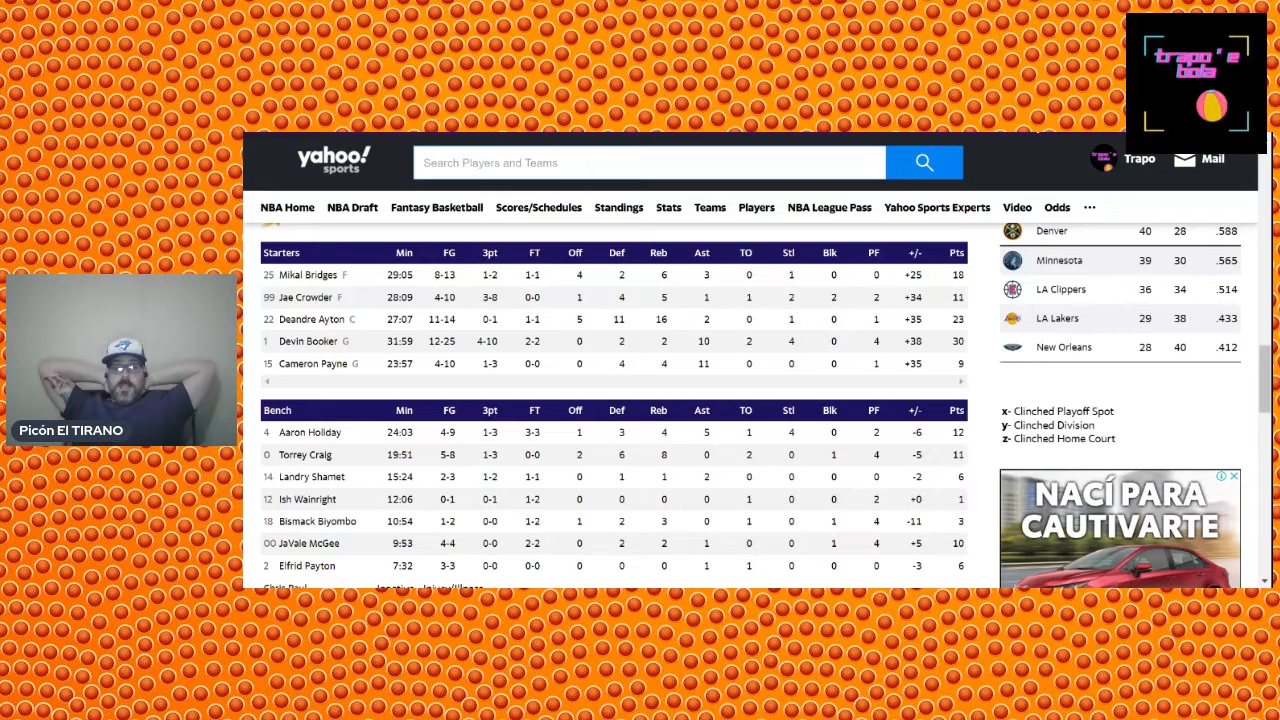 trapo'e
bola
yahoo!
sports
Search Players and Teams
Trapo
Mail
NBA Home NBA Draft Fantasy Basketball Scores/Schedules Standings Stats Teams Players NBA League Pass Yahoo Sports Experts Video Odds ...
Starters Min FG 3pt FT Off Def Reb Ast TO Stl Blk PF +/- Pts
25 Mikal Bridges F 29:05 8-13 1-2 1-1 4 2 6 3 0 1 0 0 +25 18
99 Jae Crowder F 28:09 4-10 3-8 0-0 1 4 5 1 1 2 2 2 +34 11
22 Deandre Ayton C 27:07 11-14 0-1 1-1 5 11 16 2 0 1 0 1 +35 23
1 Devin Booker G 31:59 12-25 4-10 2-2 0 2 2 10 2 4 0 4 +38 30
15 Cameron Payne G 23:57 4-10 1-3 0-0 0 4 4 11 0 0 0 1 +35 9
Bench Min FG 3pt FT Off Def Reb Ast TO Stl Blk PF +/- Pts
4 Aaron Holiday 24:03 4-9 1-3 3-3 1 3 4 5 1 4 0 2 -6 12
0 Torrey Craig 19:51 5-8 1-3 0-0 2 6 8 0 2 0 1 4 -5 11
14 Landry Shamet 15:24 2-3 1-2 1-1 0 1 1 2 0 0 0 0 -2 6
12 Ish Wainright 12:06 0-1 0-1 1-2 0 0 0 0 1 0 0 2 +0 1
18 Bismack Biyombo 10:54 1-2 0-0 1-2 1 2 3 0 1 0 1 4 -11 3
00 JaVale McGee 9:53 4-4 0-0 2-2 0 2 2 1 0 0 1 4 +5 10
2 Elfrid Payton 7:32 3-3 0-0 0-0 0 0 0 1 1 0 0 0 -3 6
Denver 40 28 .588
Minnesota 39 30 .565
LA Clippers 36 34 .514
LA Lakers 29 38 .433
New Orleans 28 40 .412
x- Clinched Playoff Spot
y- Clinched Division
z- Clinched Home Court
NACÍ PARA
CAUTIVARTE
Picón El TIRANO